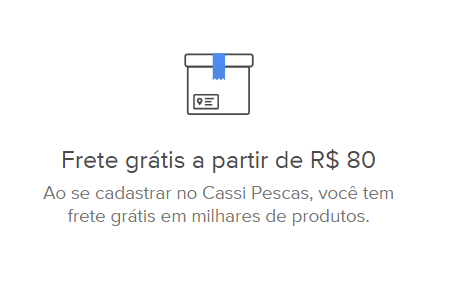 Frete grátis a partir de R$ 80
Ao se cadastrar no Cassi Pescas, você tem
frete grátis em milhares de produtos.